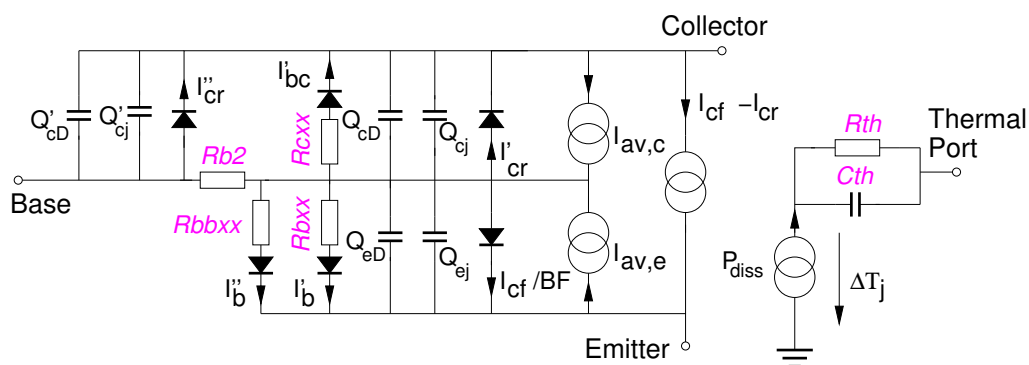 Collector
Q'cD
Q'cj
I''cr
I'bc
Rcxx
QcD
Qcj
I'cr
Iav,c
Icf -Icr
Rth
Cth
Thermal
Port
Base
Rb2
Rbbxx
Rbxx
QeD
Qej
Icf /BF
Iav,e
I''b
I'b
Pdiss
ΔTj
Emitter